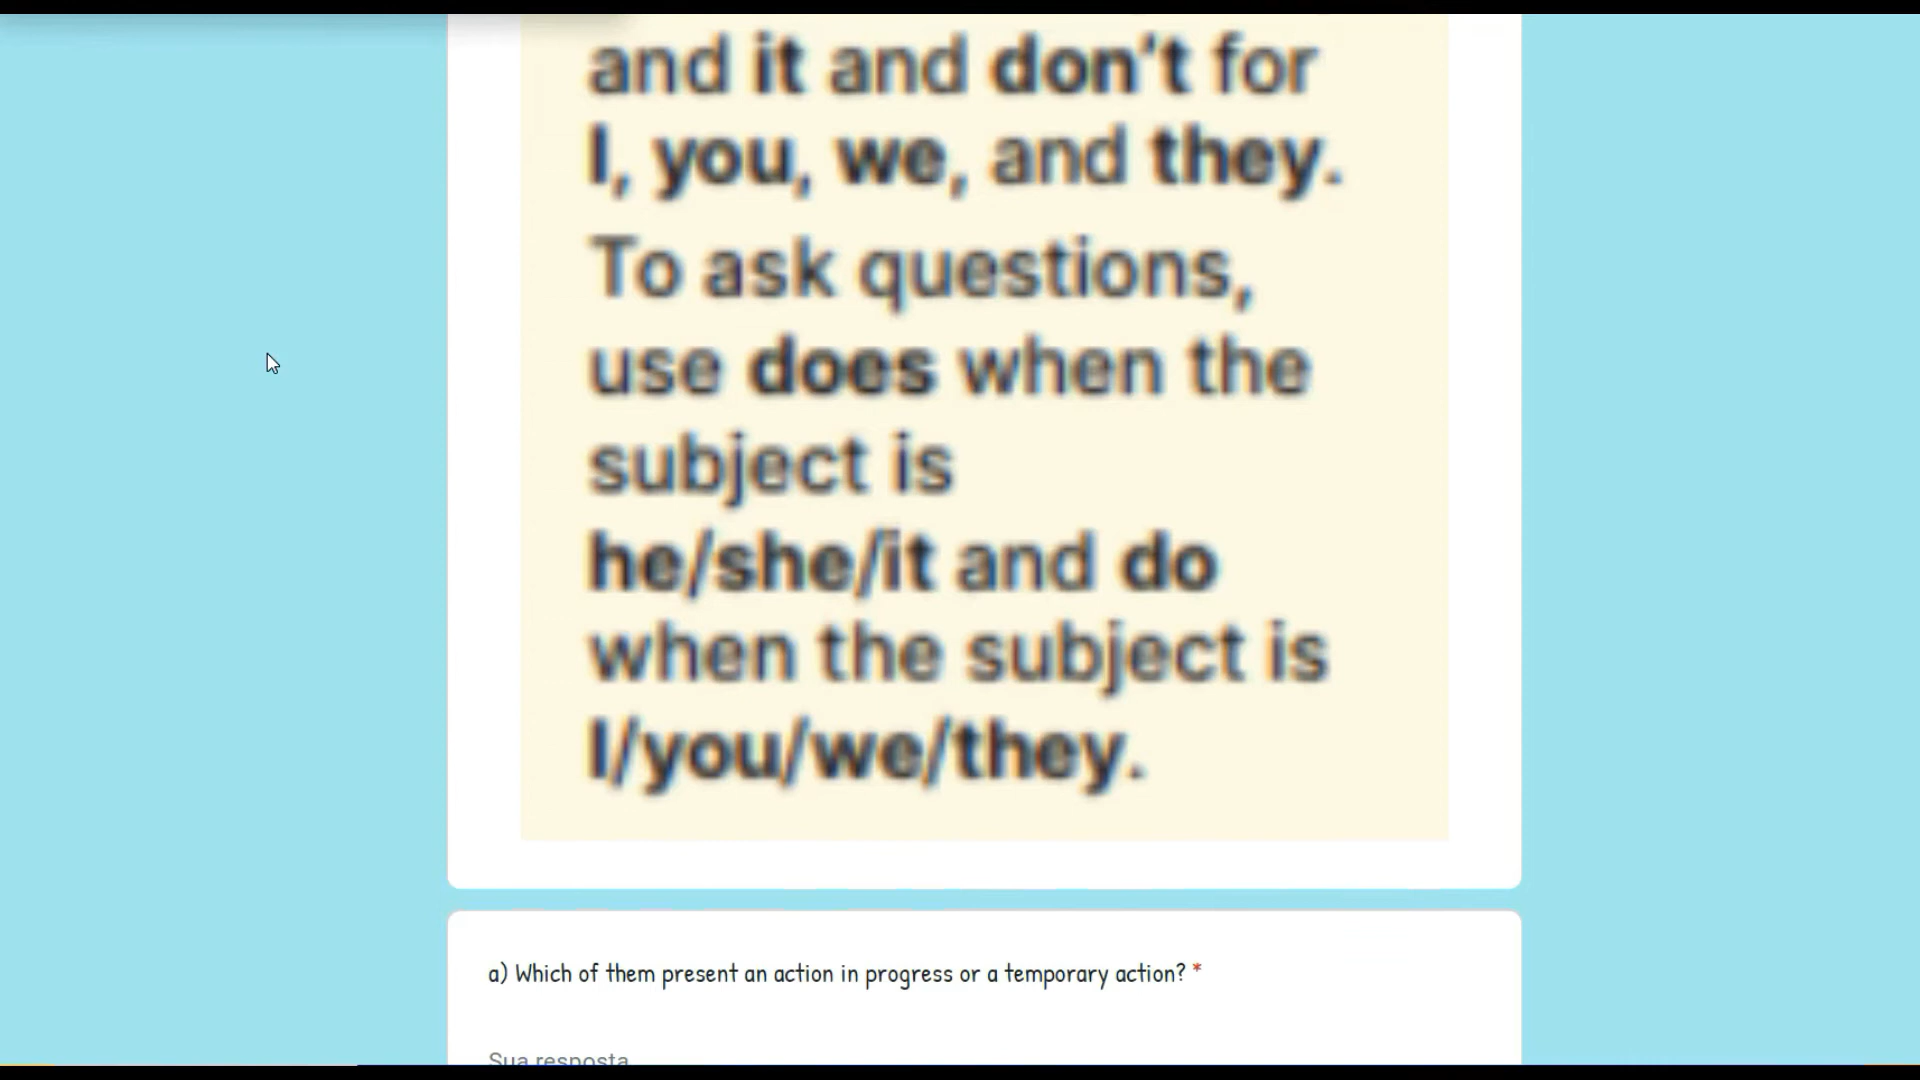 and it and don't for
I, you, we, and they.
To ask questions,
use does when the
subject is
he/she/it and do
when the subject is
I/you/we/they.
a) Which of them present an action in progress or a temporary action? *
Sua resposta